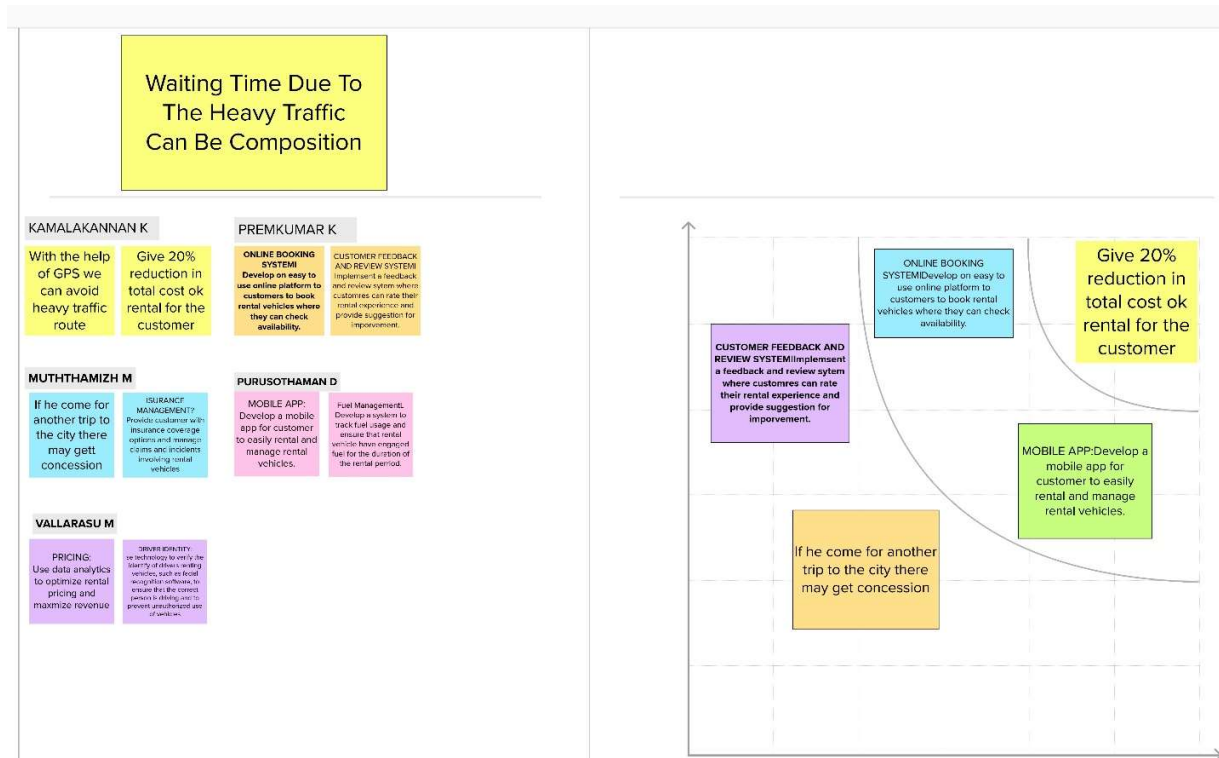 Waiting Time Due To
The Heavy Traffic
Can Be Composition
KAMALAKANNAN K
With the help
of GPS we
can avoid
heavy traffic
route
Give 20%
reduction in
total cost ok
rental for the
customer
PREMKUMAR K
ONLINE BOOKING
SYSTEMI
Develop on easy to
use online platform to
customers to book
rental vehicles where
they can check
availability.
CUSTOMER FEEDBACK
AND REVIEW SYSTEMI
Implemsent a feedback
and review sytem where
customres can rate their
rental experience and
provide suggestion for
imporvement.
MUTHTHAMIZH M
If he come for
another trip to
the city there
may gett
concession
ISURANCE
MANAGEMENT?
Provide customer with
insurance coverage
options and manage
claims and incidents
involving rental
vehicles
PURUSOTHAMAN D
MOBILE APP:
Develop a mobile
app for customer
to easily rental and
manage rental
vehicles.
Fuel ManagementL
Develop a system to
track fuel usage and
ensure that rental
vehicle have engaged
fuel for the duration of
the rental period.
VALLARASU M
PRICING:
Use data analytics
to optimize rental
pricing and
maxmize revenue
DRIVER IDENTITY:
se technology to verify the
identify of drivers renting
vehicles, such as facial
recognition software, to
ensure that the correct
person is driving and to
prevent unauthorized use
of vehicles
ONLINE BOOKING
SYSTEMIDevelop on easy to
use online platform to
customers to book rental
vehicles where they can check
availability.
Give 20%
reduction in
total cost ok
rental for the
customer
CUSTOMER FEEDBACK AND
REVIEW SYSTEMIImplemsent
a feedback and review sytem
where customres can rate
their rental experience and
provide suggestion for
imporvement.
MOBILE APP:Develop a
mobile app for
customer to easily
rental and manage
rental vehicles.
If he come for another
trip to the city there
may get concession